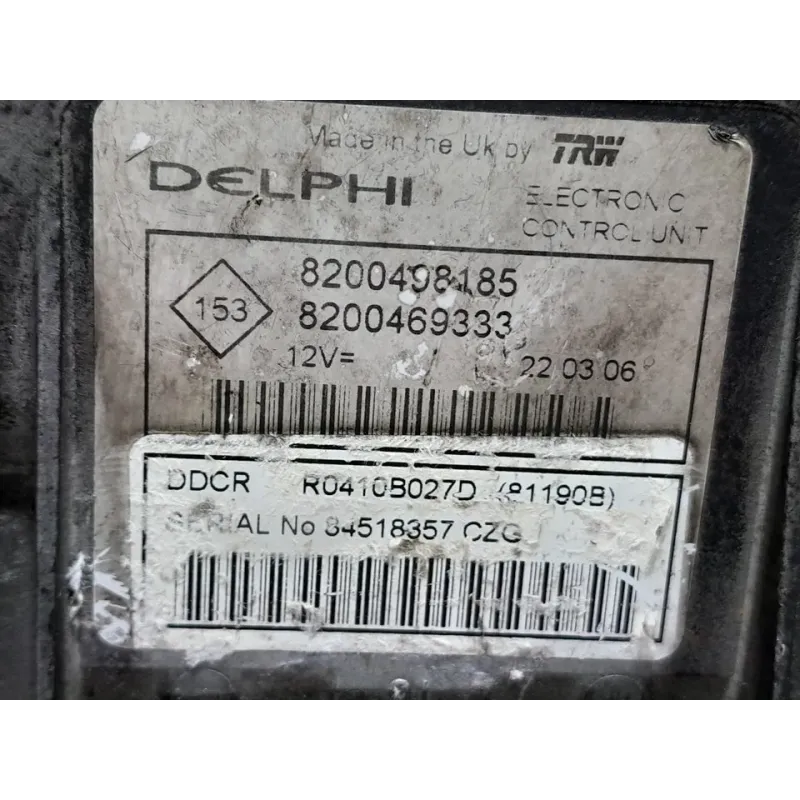 Made in the UK by TRW
DELPHI
ELECTRONIC
CONTROL UNIT
153
8200498185
8200469333
12V=
22 03 06
DDCR R0410B027D (81190B)
SERIAL No 84518357 CZG